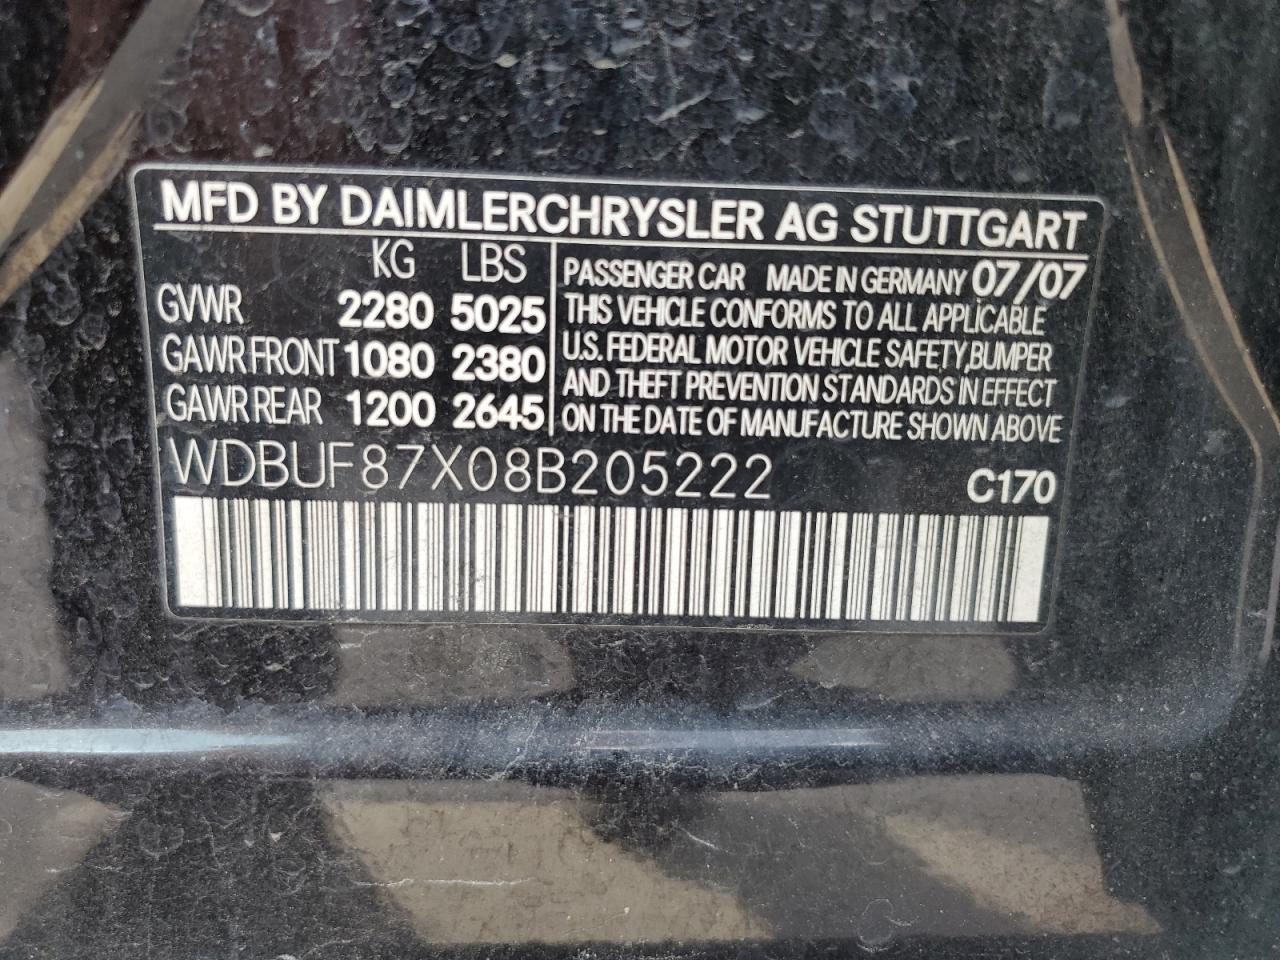 MFD BY DAIMLERCHRYSLER AG STUTTGART
KG LBS
GVWR 2280 5025
GAWR FRONT 1080 2380
GAWR REAR 1200 2645
PASSENGER CAR MADE IN GERMANY 07/07
THIS VEHICLE CONFORMS TO ALL APPLICABLE
U.S. FEDERAL MOTOR VEHICLE SAFETY, BUMPER
AND THEFT PREVENTION STANDARDS IN EFFECT
ON THE DATE OF MANUFACTURE SHOWN ABOVE
WDBUF87X08B205222 C170